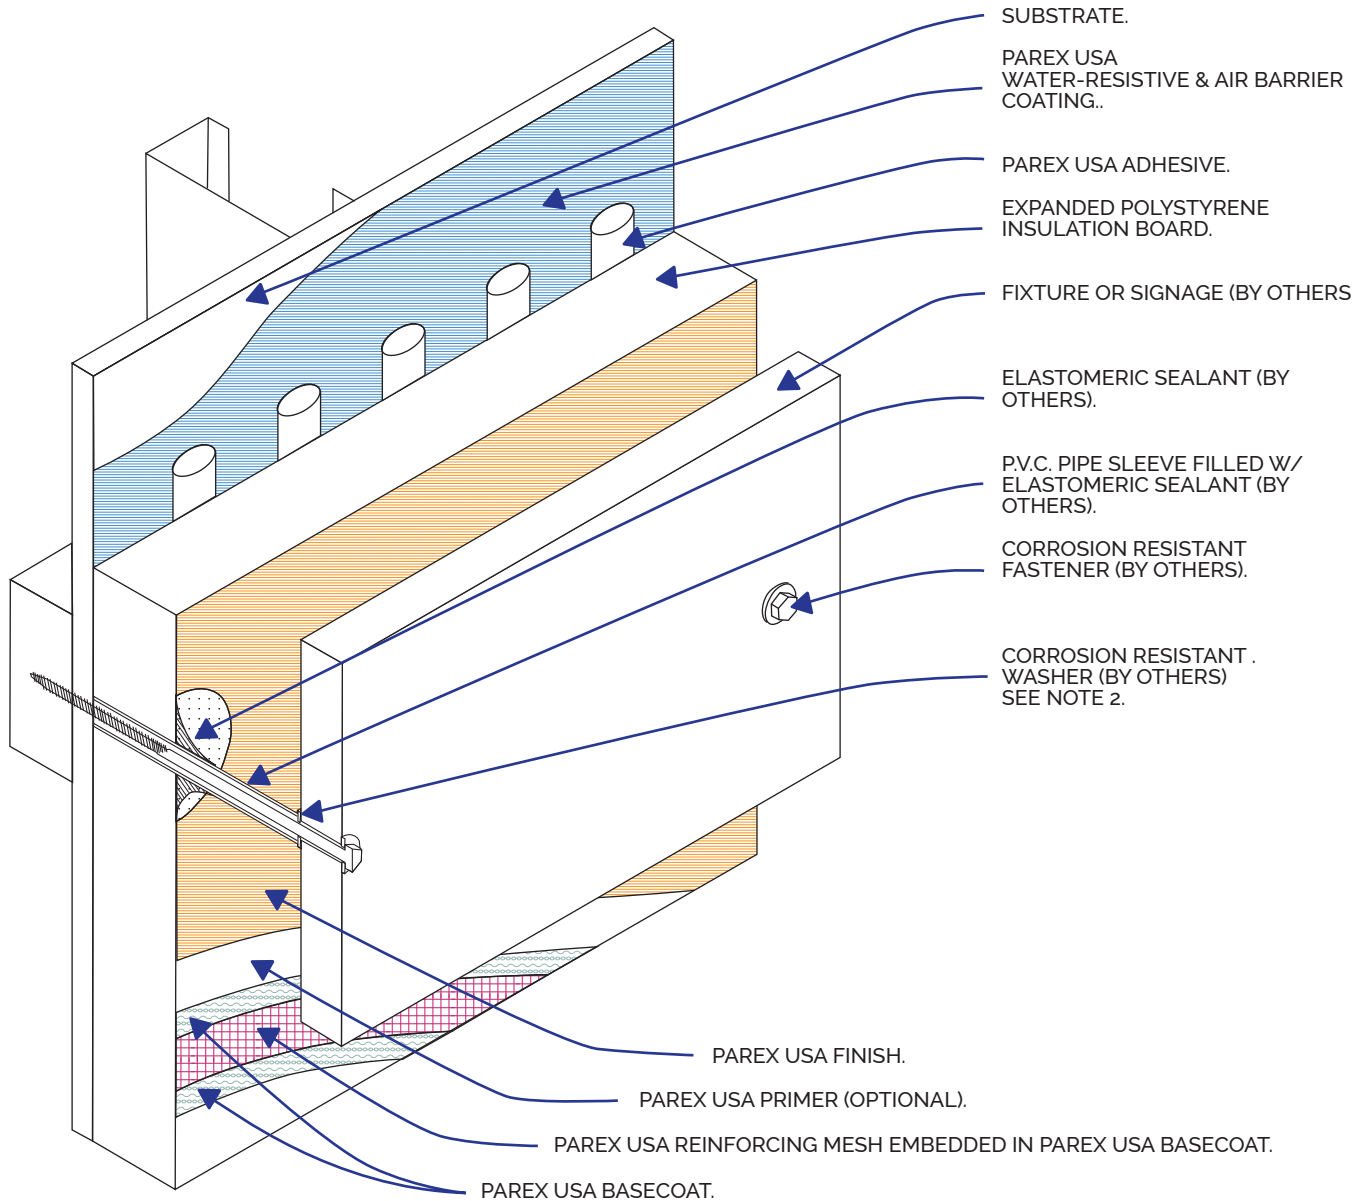 SUBSTRATE.
PAREX USA
WATER-RESISTIVE & AIR BARRIER
COATING..
PAREX USA ADHESIVE.
EXPANDED POLYSTYRENE
INSULATION BOARD.
FIXTURE OR SIGNAGE (BY OTHERS
ELASTOMERIC SEALANT (BY
OTHERS).
P.V.C. PIPE SLEEVE FILLED W/
ELASTOMERIC SEALANT (BY
OTHERS).
CORROSION RESISTANT
FASTENER (BY OTHERS).
CORROSION RESISTANT .
WASHER (BY OTHERS)
SEE NOTE 2.
PAREX USA FINISH.
PAREX USA PRIMER (OPTIONAL).
PAREX USA REINFORCING MESH EMBEDDED IN PAREX USA BASECOAT.
PAREX USA BASECOAT.